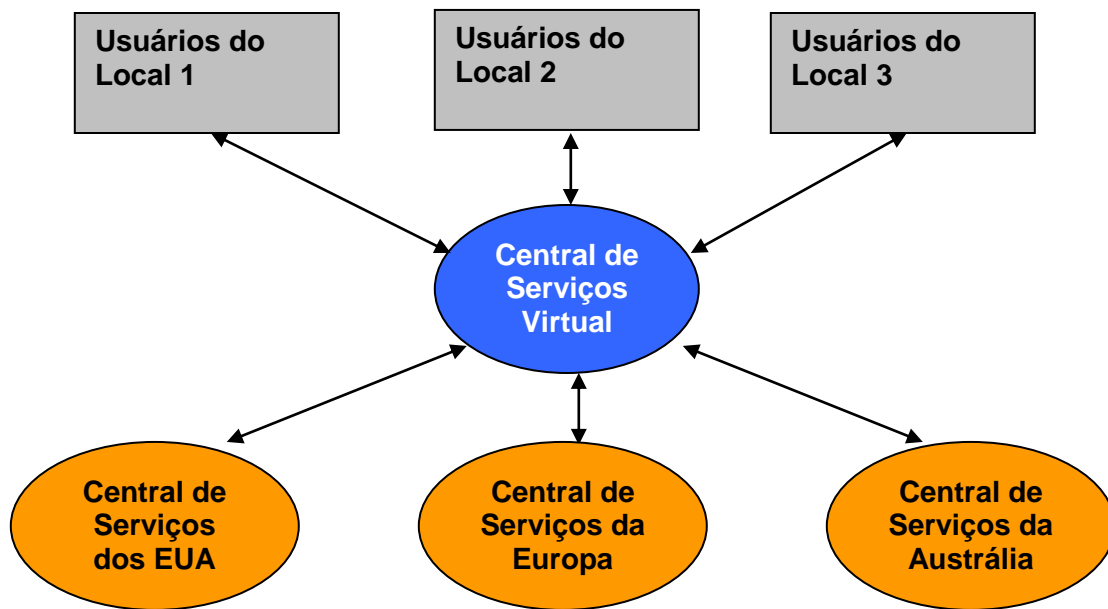 Usuários do
Local 1
Usuários do
Local 2
Usuários do
Local 3
Central de
Serviços
Virtual
Central de
Serviços
dos EUA
Central de
Serviços da
Europa
Central de
Serviços da
Austrália